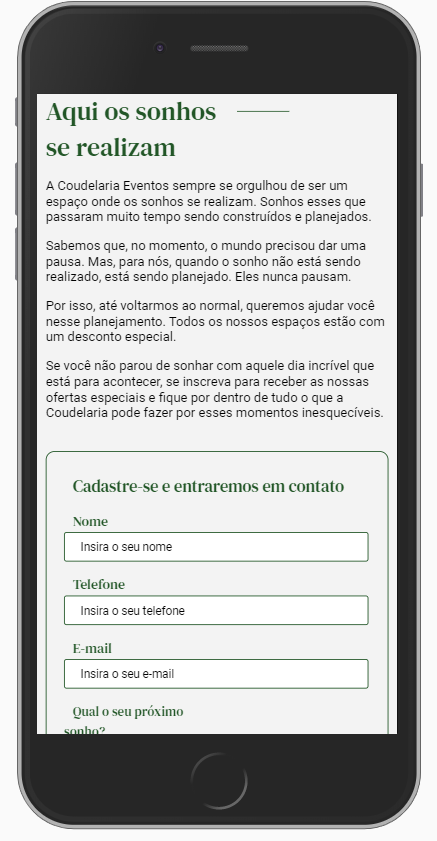 Aqui os sonhos
se realizam
A Coudelaria Eventos sempre se orgulhou de ser um
espaço onde os sonhos se realizam. Sonhos esses que
passaram muito tempo sendo construídos e planejados.
Sabemos que, no momento, o mundo precisou dar uma
pausa. Mas, para nós, quando o sonho não está sendo
realizado, está sendo planejado. Eles nunca pausam.
Por isso, até voltarmos ao normal, queremos ajudar você
nesse planejamento. Todos os nossos espaços estão com
um desconto especial.
Se você não parou de sonhar com aquele dia incrível que
está para acontecer, se inscreva para receber as nossas
ofertas especiais e fique por dentro de tudo o que a
Coudelaria pode fazer por esses momentos inesquecíveis.
Cadastre-se e entraremos em contato
Nome
Insira o seu nome
Telefone
Insira o seu telefone
E-mail
Insira o seu e-mail
Qual o seu próximo
sonho?